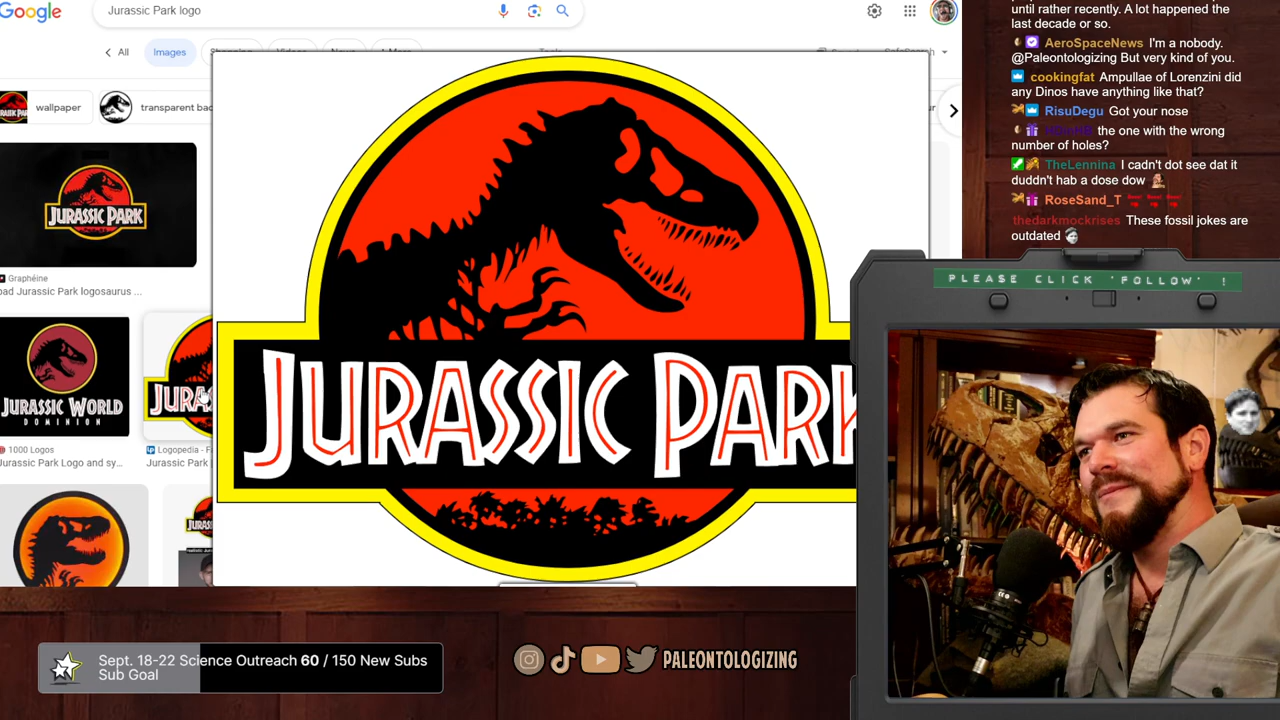 Google
Jurassic Park logo
All
Images
Tools
wallpaper
transparent bac
JURASSIC PARK
Graphéine
bad Jurassic Park logosaurus ...
JURASSIC WORLD
DOMINION
1000 Logos
Jurassic Park Logo and sy...
JURAS
Logopedia - F
Jurassic Park
JURASSIC PARK
until rather recently. A lot happened the
last decade or so.
AeroSpaceNews I'm a nobody.
@Paleontologizing But very kind of you.
cookingfat Ampullae of Lorenzini did
any Dinos have anything like that?
RisuDegu Got your nose
the one with the wrong
number of holes?
TheLennina I cadn't dot see dat it
duddn't hab a dose dow
RoseSand_T
thedarkmockrises These fossil jokes are
outdated
PLEASE CLICK 'FOLLOW' !
Sept. 18-22 Science Outreach 60 / 150 New Subs
Sub Goal
PALEONTOLOGIZING